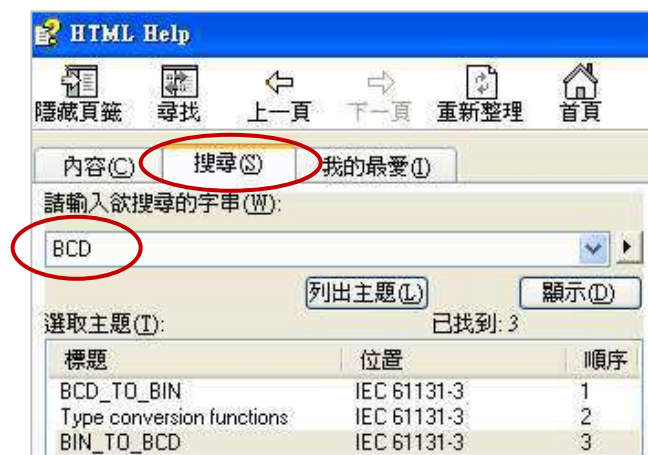 HTML Help
隱藏頁籤 尋找 上一頁 下一頁 重新整理 首頁
內容(C) 搜尋(S) 我的最愛(I)
請輸入欲搜尋的字串(W):
BCD
列出主題(L) 顯示(D)
選取主題(T): 已找到: 3
標題 位置 順序
BCD_TO_BIN IEC 61131-3 1
Type conversion functions IEC 61131-3 2
BIN_TO_BCD IEC 61131-3 3